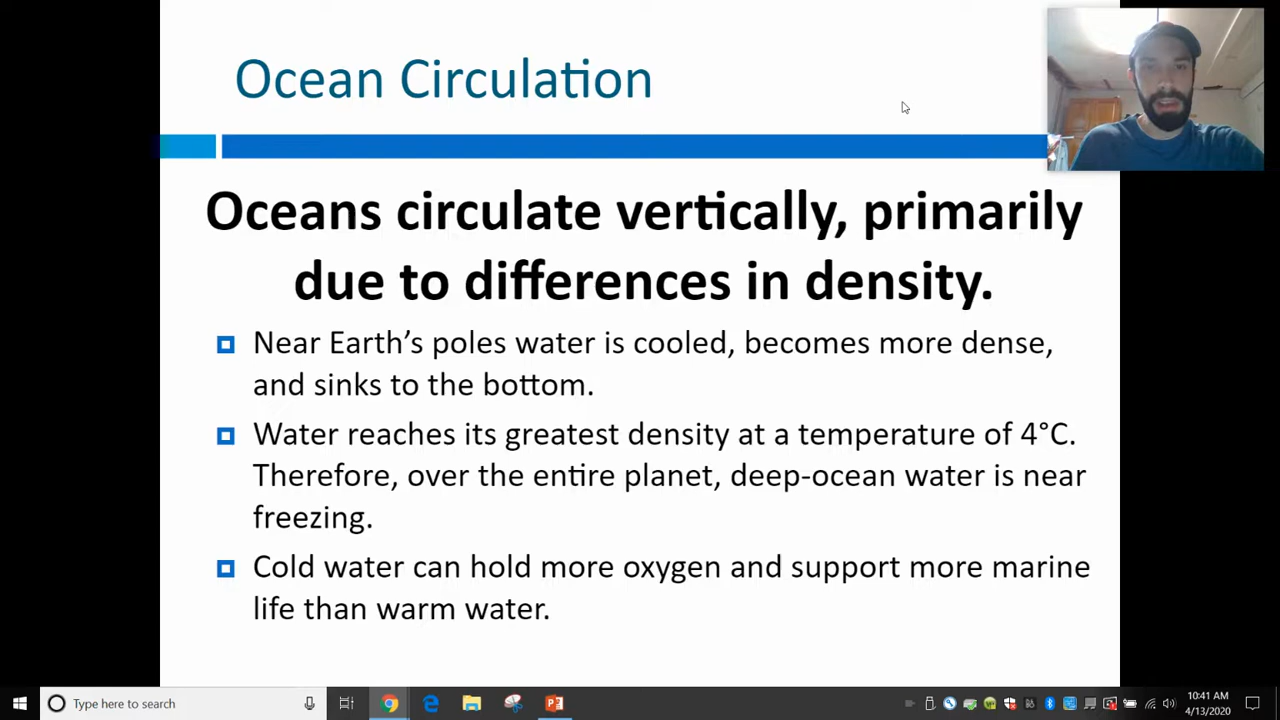 Ocean Circulation
Oceans circulate vertically, primarily
due to differences in density.
Near Earth’s poles water is cooled, becomes more dense,
and sinks to the bottom.
Water reaches its greatest density at a temperature of 4°C.
Therefore, over the entire planet, deep-ocean water is near
freezing.
Cold water can hold more oxygen and support more marine
life than warm water.
Type here to search
10:41 AM
4/13/2020